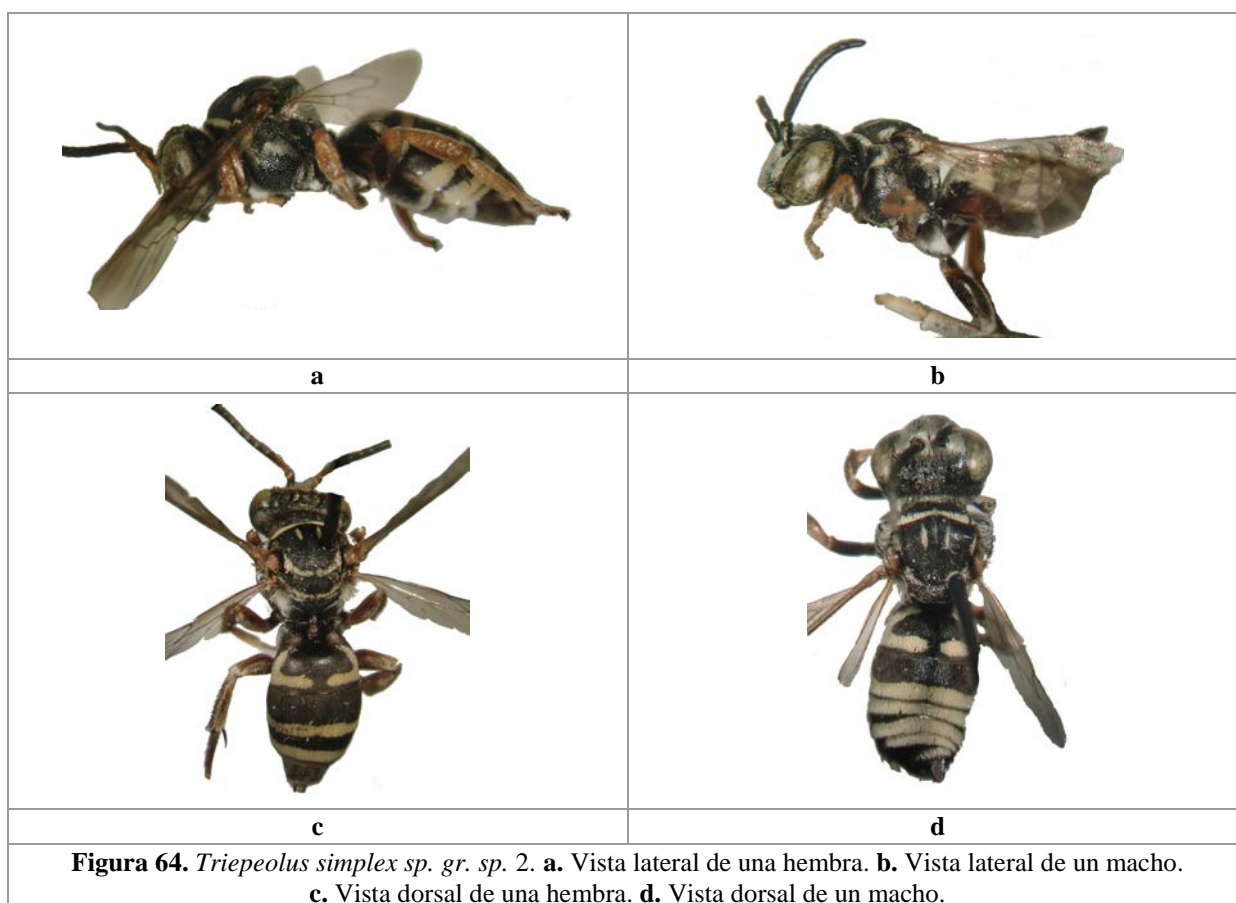 a
b
c
d
Figura 64. Triepeolus simplex sp. gr. sp. 2. a. Vista lateral de una hembra. b. Vista lateral de un macho.
c. Vista dorsal de una hembra. d. Vista dorsal de un macho.